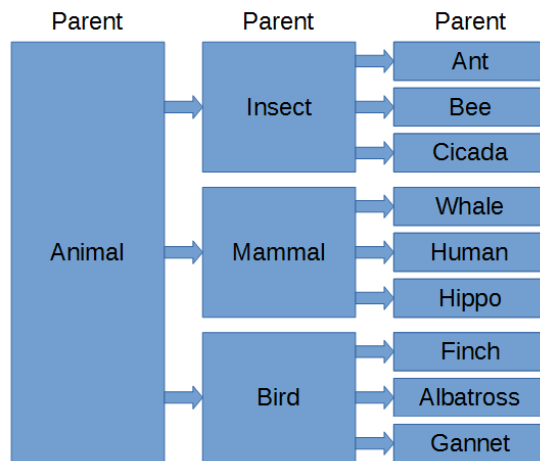 Parent
Parent
Parent
Animal
Insect
Mammal
Bird
Ant
Bee
Cicada
Whale
Human
Hippo
Finch
Albatross
Gannet